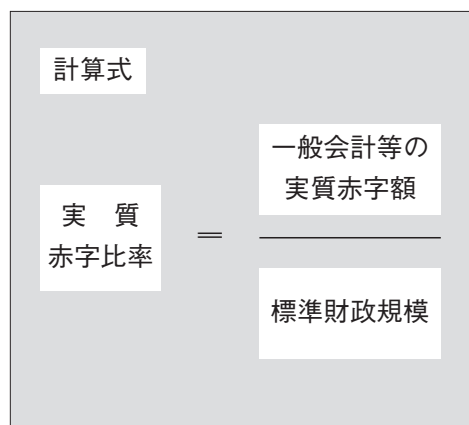 計算式
実　質
赤字比率
＝
一般会計等の
実質赤字額
標準財政規模